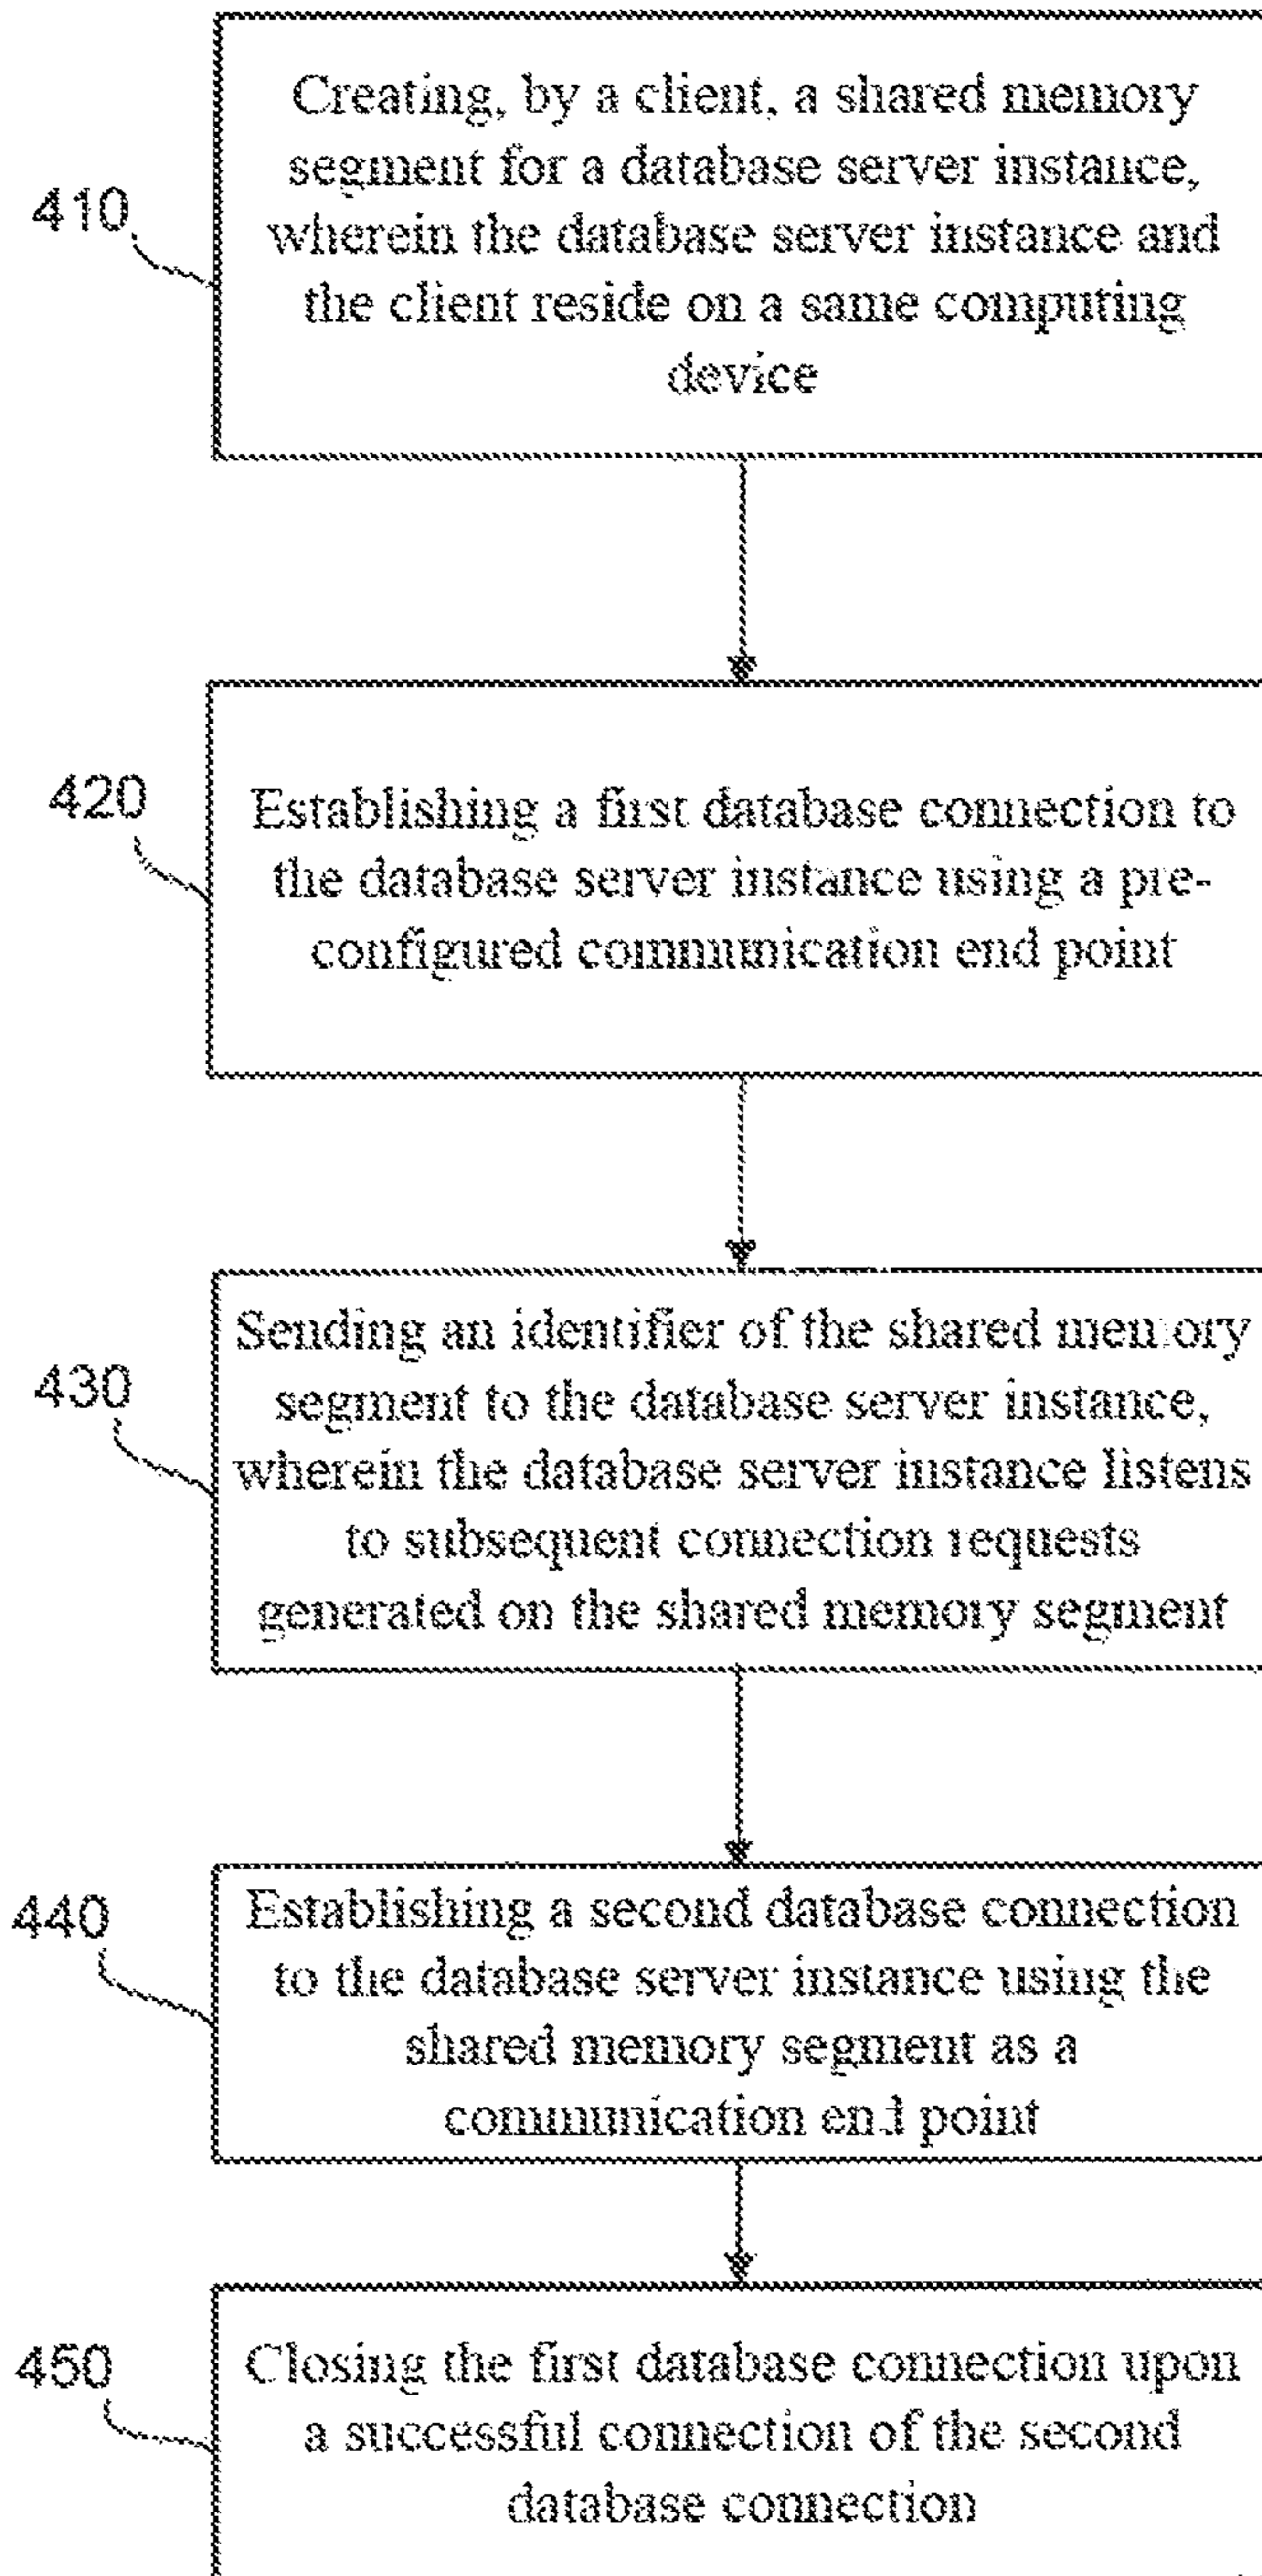 410
Creating, by a client, a shared memory
segment for a database server instance,
wherein the database server instance and
the client reside on a same computing
device
420
Establishing a first database connection to
the database server instance using a pre-
configured communication end point
430
Sending an identifier of the shared memory
segment to the database server instance,
wherein the database server instance listens
to subsequent connection requests
generated on the shared memory segment
440
Establishing a second database connection
to the database server instance using the
shared memory segment as a
communication end point
450
Closing the first database connection upon
a successful connection of the second
database connection